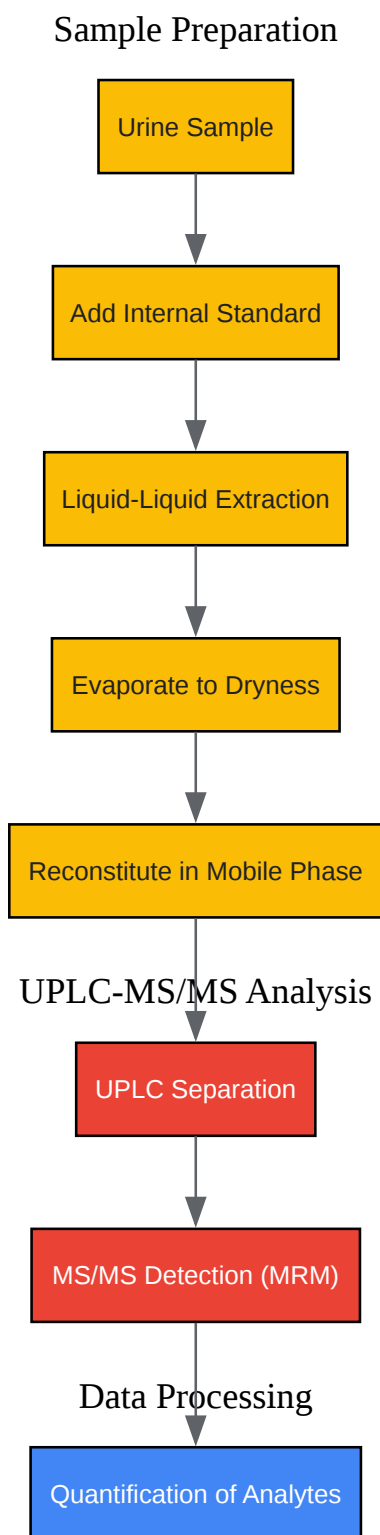 Sample Preparation
Urine Sample
Add Internal Standard
Liquid-Liquid Extraction
Evaporate to Dryness
Reconstitute in Mobile Phase
UPLC-MS/MS Analysis
UPLC Separation
MS/MS Detection (MRM)
Data Processing
Quantification of Analytes